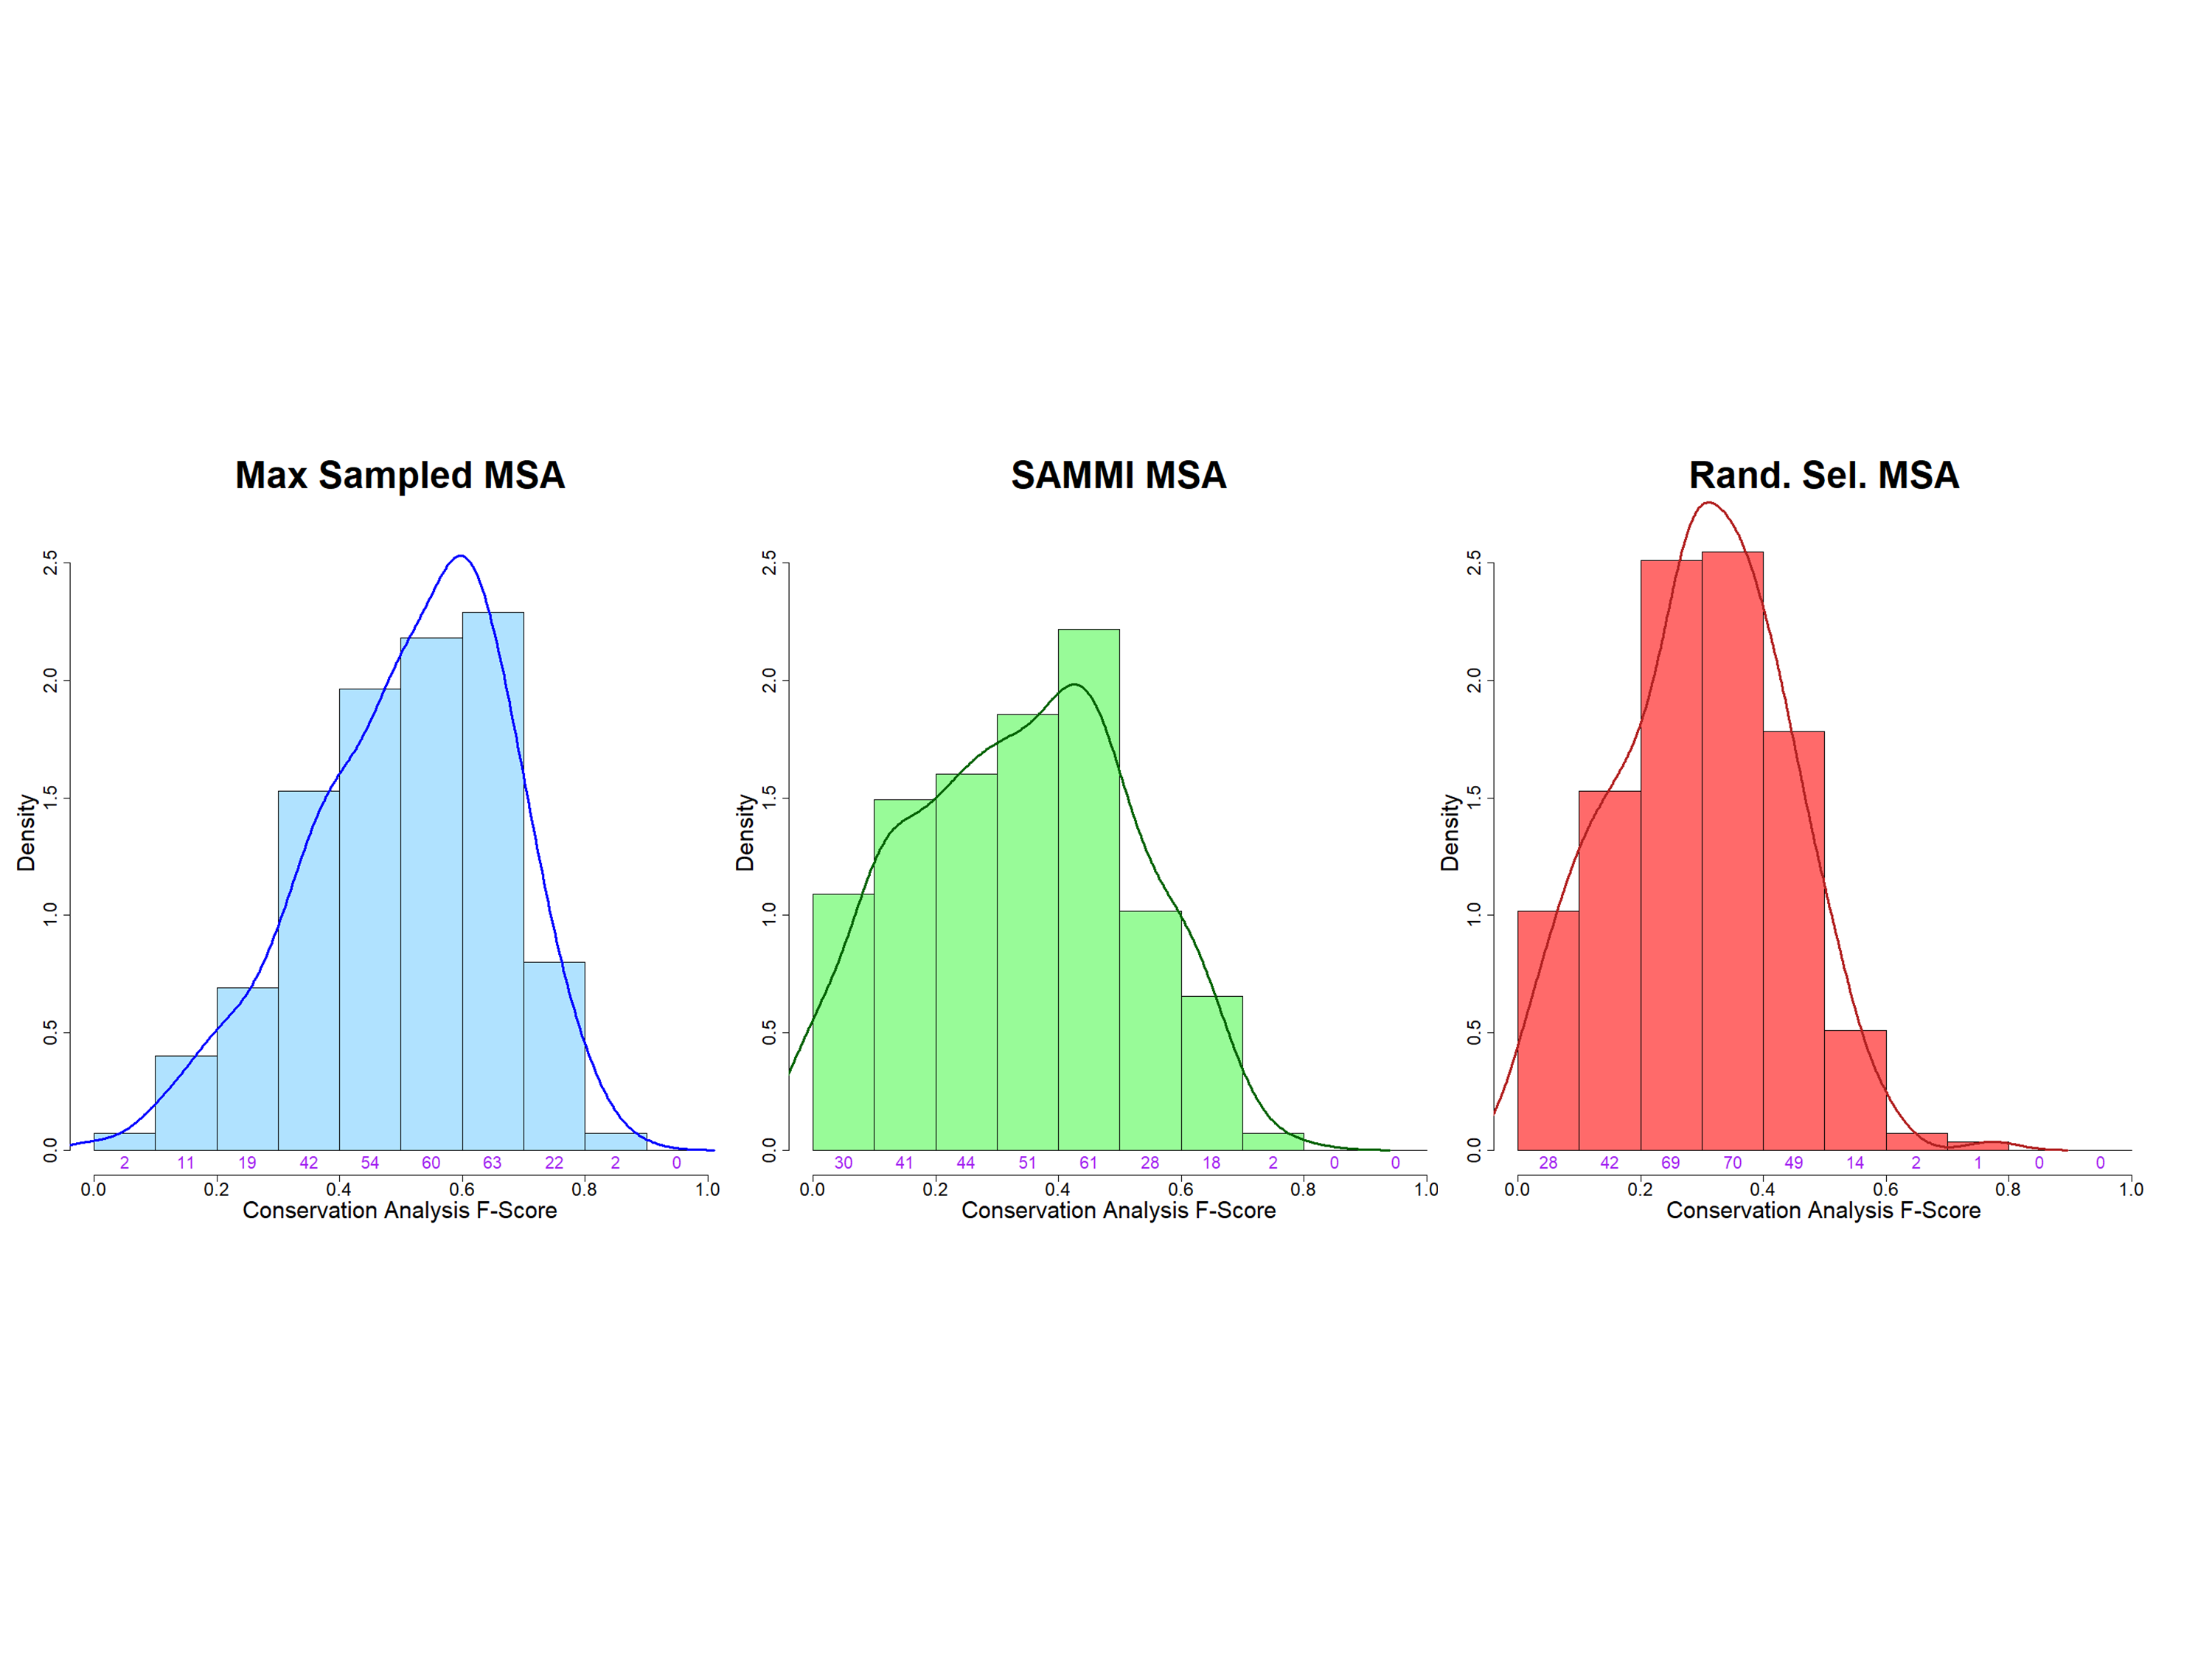 Max Sampled MSA
SAMMI MSA
Rand. Sel. MSA
Density
0.0 0.5 1.0 1.5 2.0 2.5
2 11 19 42 54 60 63 22 2 0
0.0 0.2 0.4 0.6 0.8 1.0
Conservation Analysis F-Score
Density
0.0 0.5 1.0 1.5 2.0 2.5
30 41 44 51 61 28 18 2 0 0
0.0 0.2 0.4 0.6 0.8 1.0
Conservation Analysis F-Score
Density
0.0 0.5 1.0 1.5 2.0 2.5
28 42 69 70 49 14 2 1 0 0
0.0 0.2 0.4 0.6 0.8 1.0
Conservation Analysis F-Score